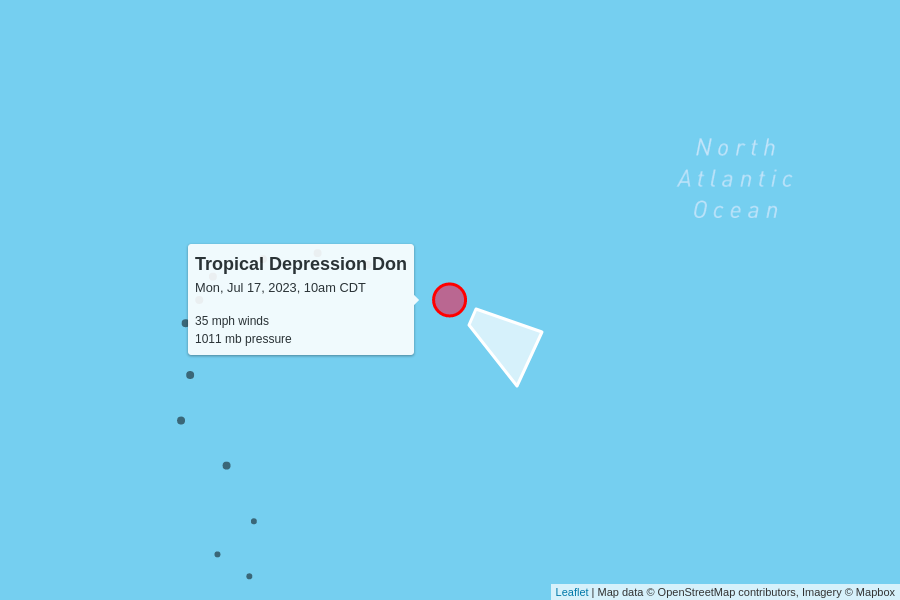 North
Atlantic
Ocean
Tropical Depression Don
Mon, Jul 17, 2023, 10am CDT
35 mph winds
1011 mb pressure
Leaflet | Map data © OpenStreetMap contributors, Imagery © Mapbox